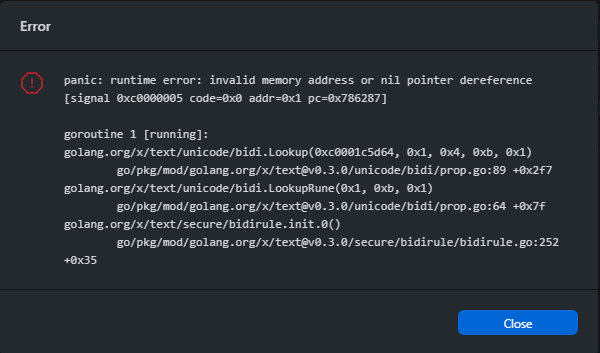 Error
panic: runtime error: invalid memory address or nil pointer dereference
[signal 0xc0000005 code=0x0 addr=0x1 pc=0x786287]
goroutine 1 [running]:
golang.org/x/text/unicode/bidi.Lookup(0xc0001c5d64, 0x1, 0x4, 0xb, 0x1)
go/pkg/mod/golang.org/x/text@v0.3.0/unicode/bidi/prop.go:89 +0x2f7
golang.org/x/text/unicode/bidi.LookupRune(0x1, 0xb, 0x1)
go/pkg/mod/golang.org/x/text@v0.3.0/unicode/bidi/prop.go:64 +0x7f
golang.org/x/text/secure/bidirule.init.0()
go/pkg/mod/golang.org/x/text@v0.3.0/secure/bidirule/bidirule.go:252
+0x35
Close